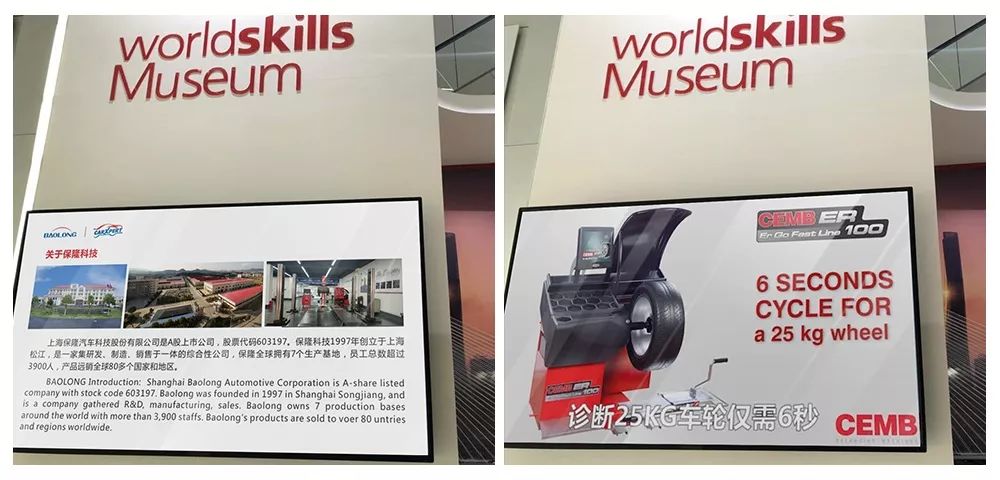 worldskills
Museum
BAOLONG
CARXPERT
关于保隆科技
上海保隆汽车科技股份有限公司是A股上市公司，股票代码603197。保隆科技1997年创立于上海
松江，是一家集研发、制造、销售于一体的综合性公司，保隆全球拥有7个生产基地，员工总数超过
3900人，产品远销全球80多个国家和地区。
BAOLONG Introduction: Shanghai Baolong Automotive Corporation is A-share listed
company with stock code 603197. Baolong was founded in 1997 in Shanghai Songjiang, and
is a company gathered R&D, manufacturing, sales. Baolong owns 7 production bases
around the world with more than 3,900 staffs. Baolong's products are sold to voer 80 untries
and regions worldwide.
worldskills
Museum
CEMB ER
Er Go Fast Line 100
6 SECONDS
CYCLE FOR
a 25 kg wheel
CEMB ER
Er Go Fast Line 100
诊断25KG车轮仅需6秒
CEMB
BALANCING MACHINES